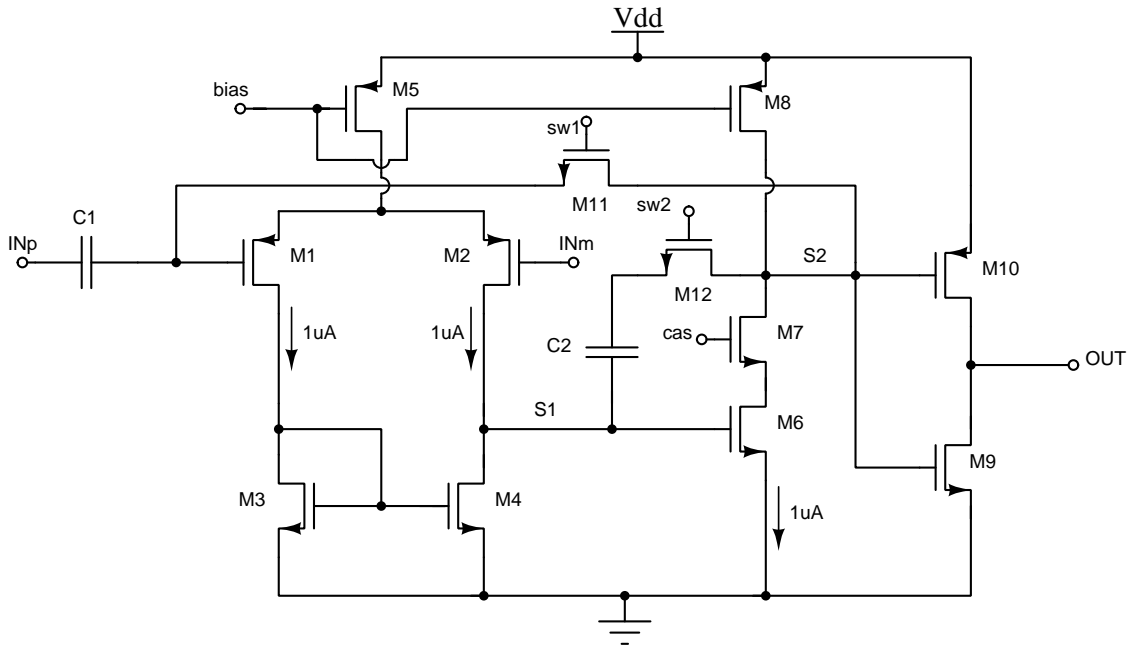 Vdd
bias
M5
M8
sw1
M11
sw2
C1
INp
M1
M2
INm
M12
S2
M10
1uA
1uA
C2
cas
M7
OUT
S1
M6
M9
M3
M4
1uA